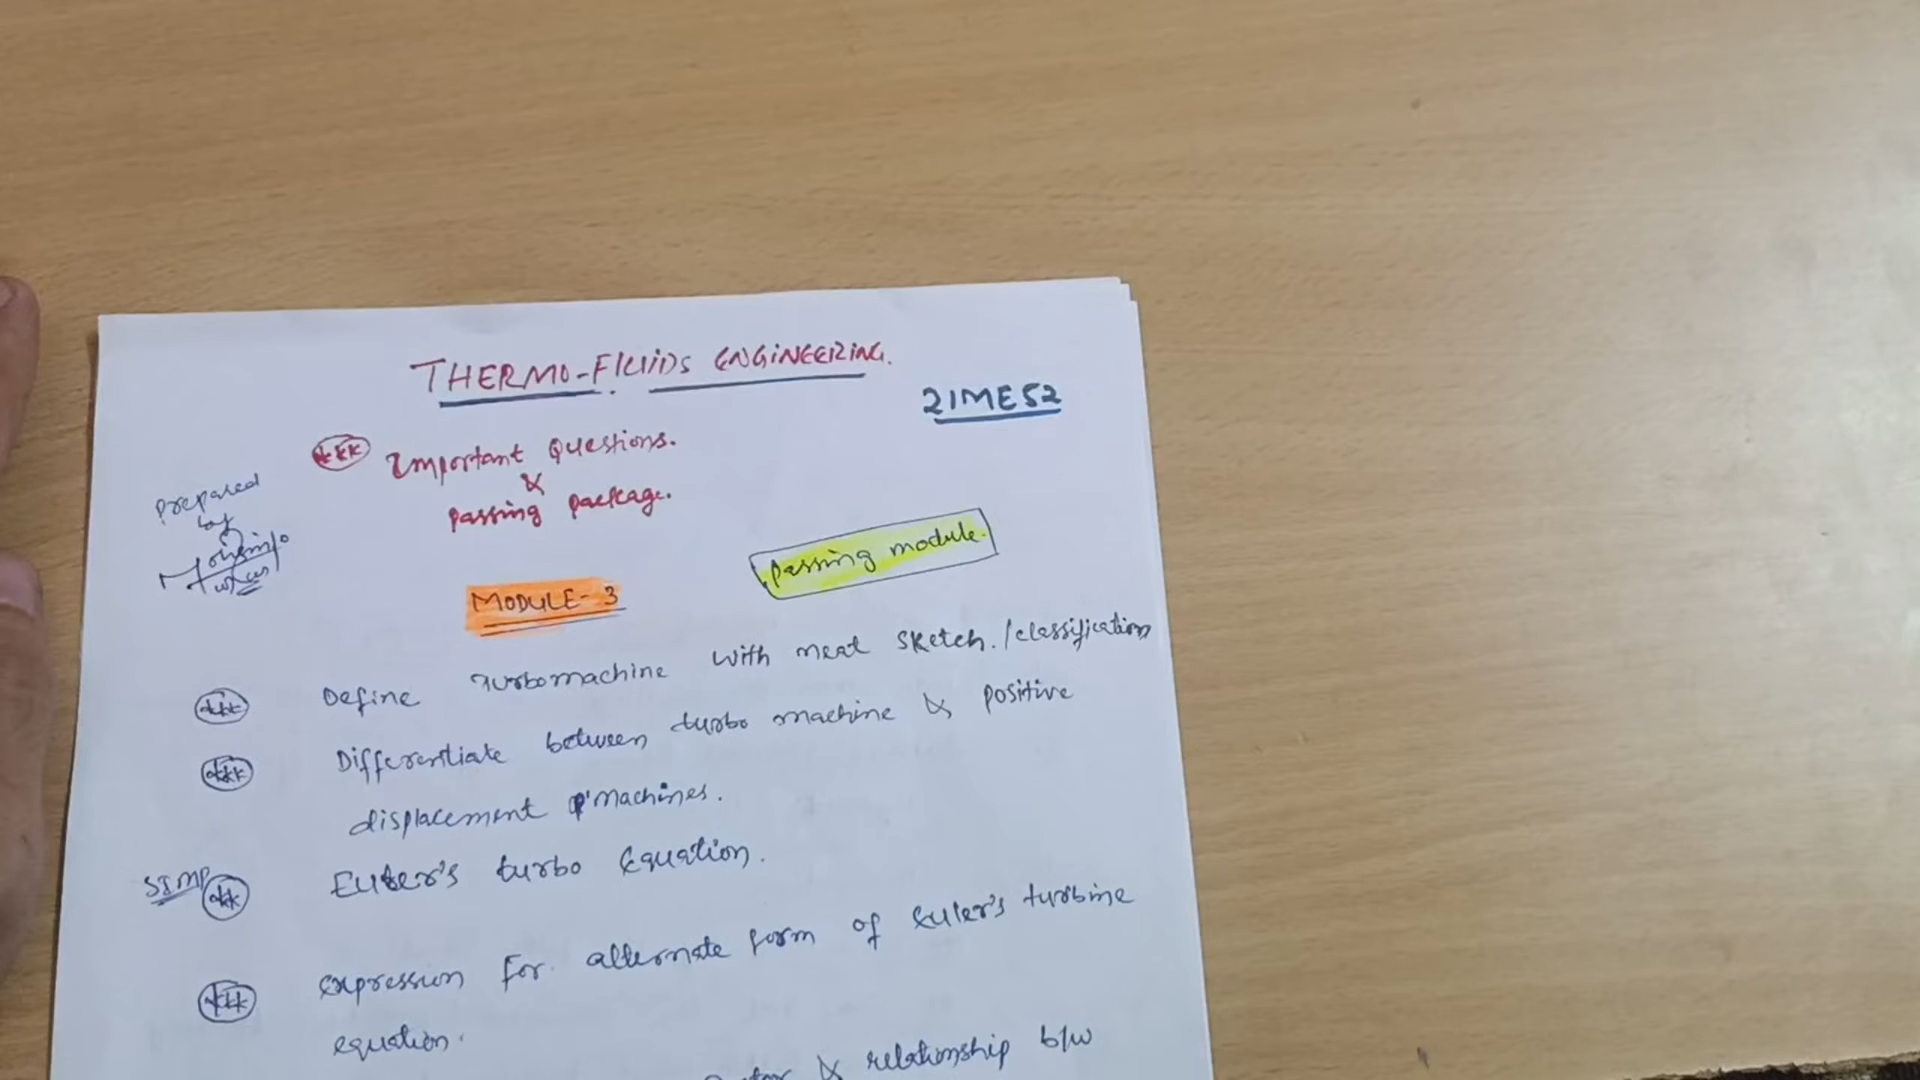 THERMO-FlUiDS ENGiNEERING.
21ME52
*** Important Questions.
&
Passing package.
Prepared
by
Passing module.
MODULE-3
*** Define Turbomachine with neat sketch./classification
*** Differentiate between turbo machine & positive
displacement machines.
SIMP ** Euler's turbo Equation.
*** Expression for alternate form of Euler's turbine
equation.
& relationship b/w